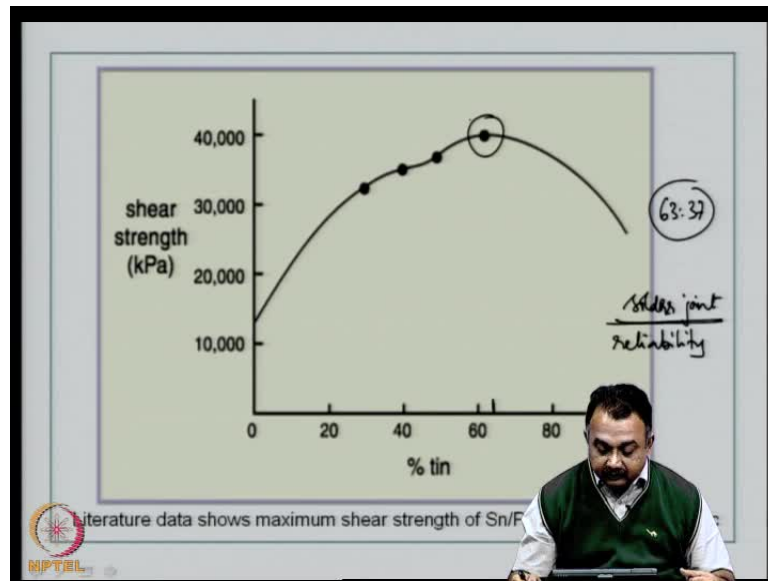 40,000
shear
strength
(kPa)
30,000
63:37
20,000
solder joint
reliability
10,000
0 20 40 60 80
% tin
Literature data shows maximum shear strength of Sn/P
NPTEL